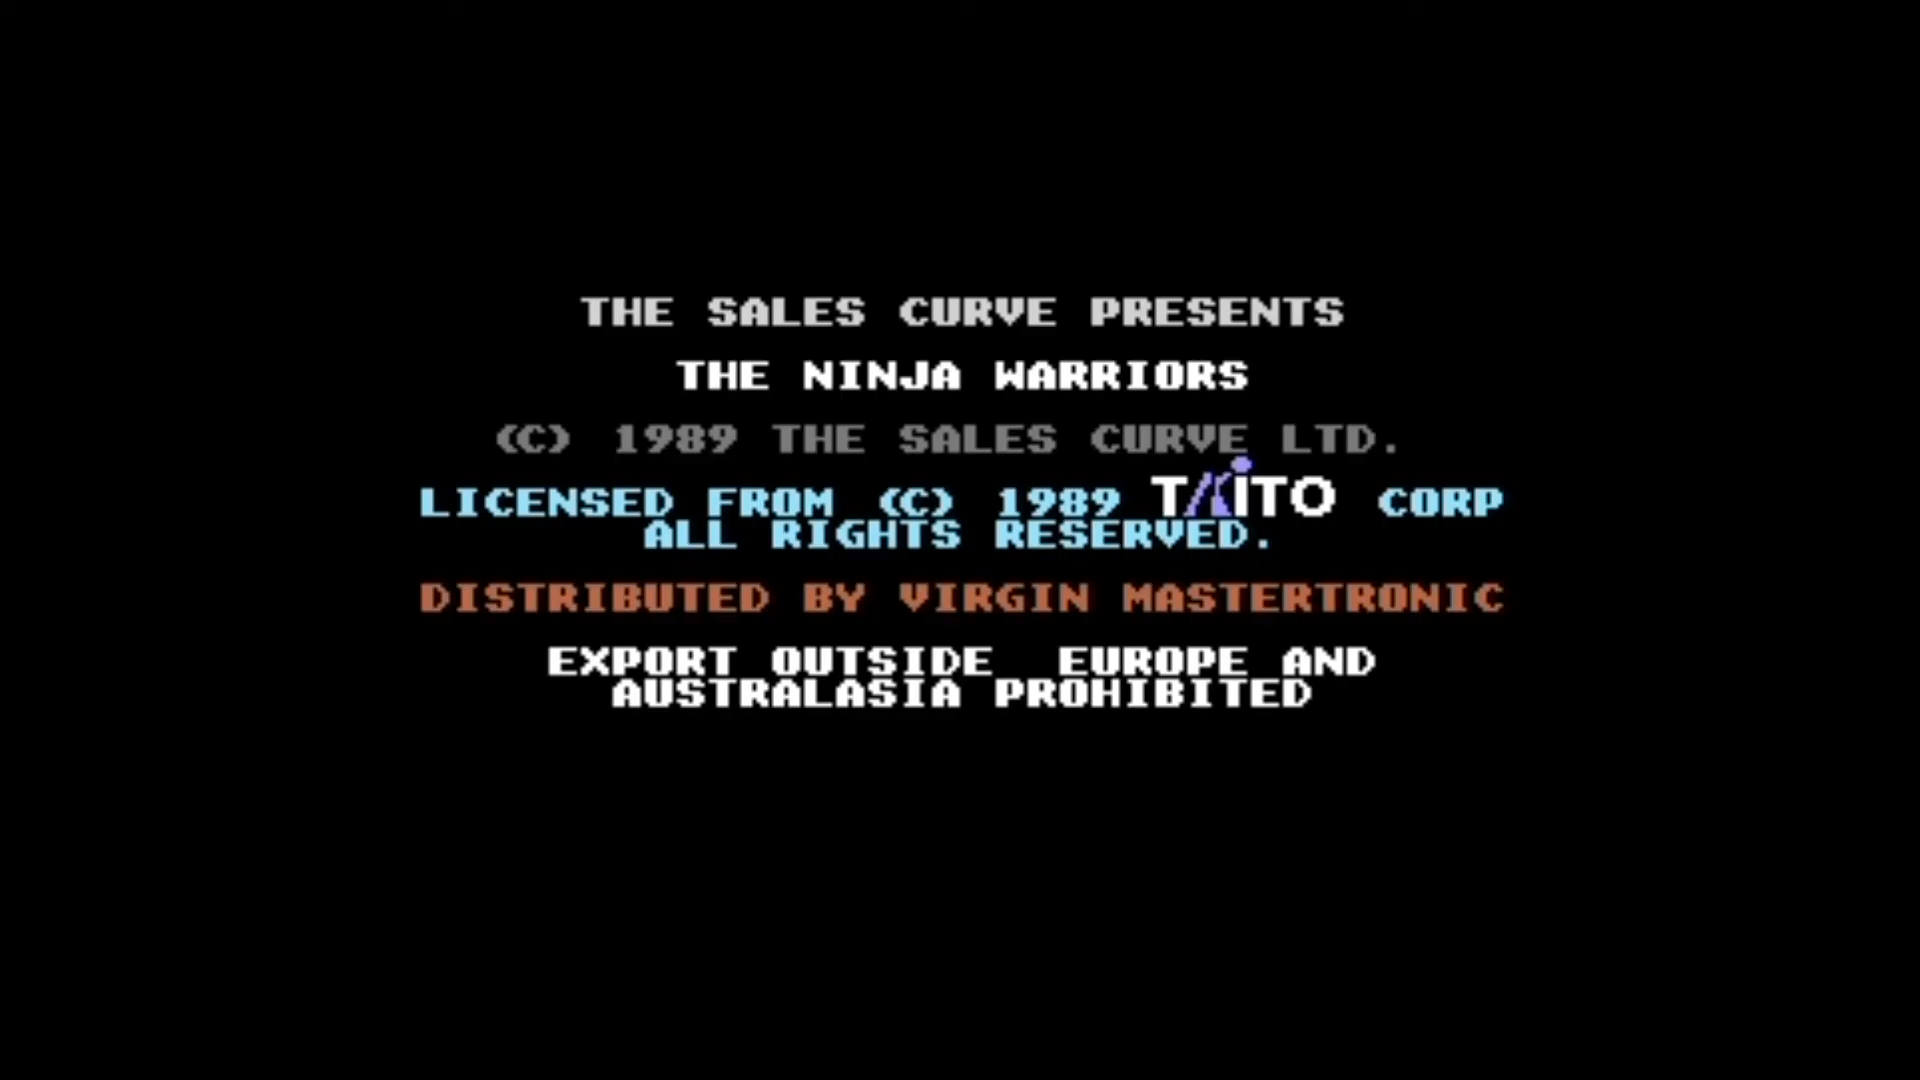 THE SALES CURVE PRESENTS
THE NINJA WARRIORS
(C) 1989 THE SALES CURVE LTD.
LICENSED FROM (C) 1989 TAITO CORP
ALL RIGHTS RESERVED.
DISTRIBUTED BY VIRGIN MASTERTRONIC
EXPORT OUTSIDE EUROPE AND
AUSTRALASIA PROHIBITED